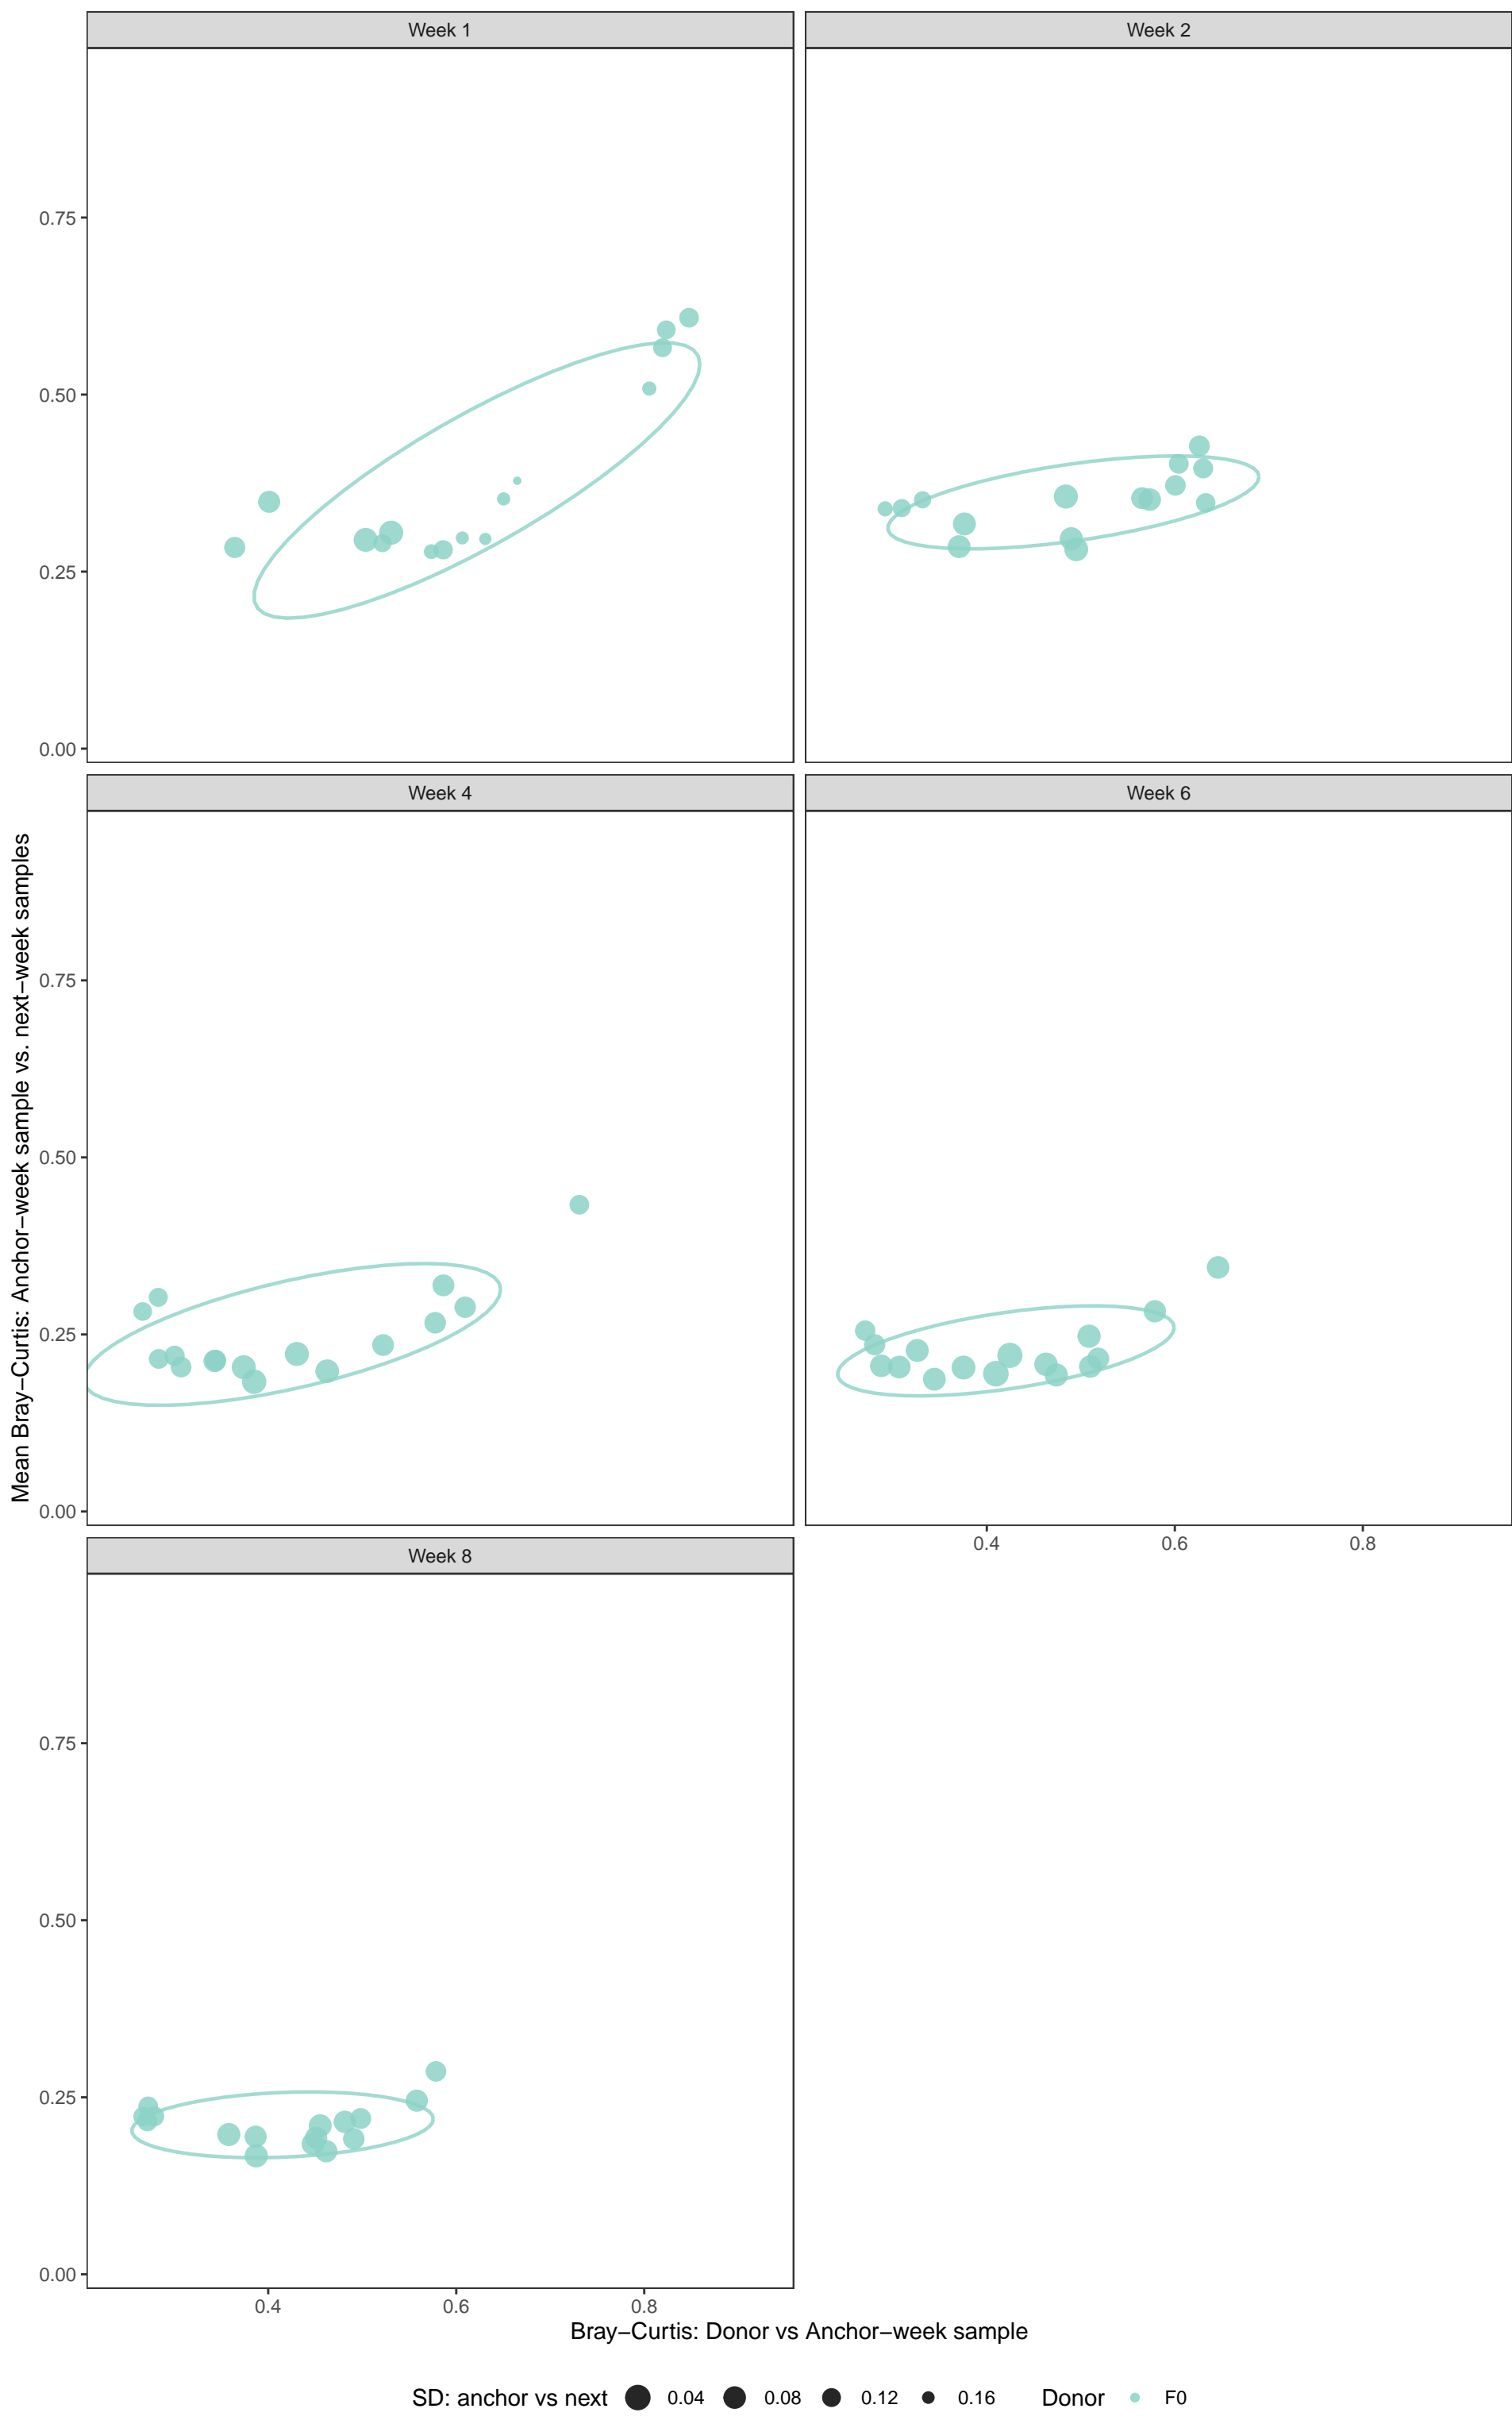 Week 1
Week 2
0.75
0.50
0.25
0.00
Week 4
Week 6
Mean Bray−Curtis: Anchor−week sample vs. next−week samples
0.75
0.50
0.25
0.00
0.4 0.6 0.8
Week 8
0.75
0.50
0.25
0.00
0.4 0.6 0.8
Bray−Curtis: Donor vs Anchor−week sample
SD: anchor vs next 0.04 0.08 0.12 0.16 Donor F0